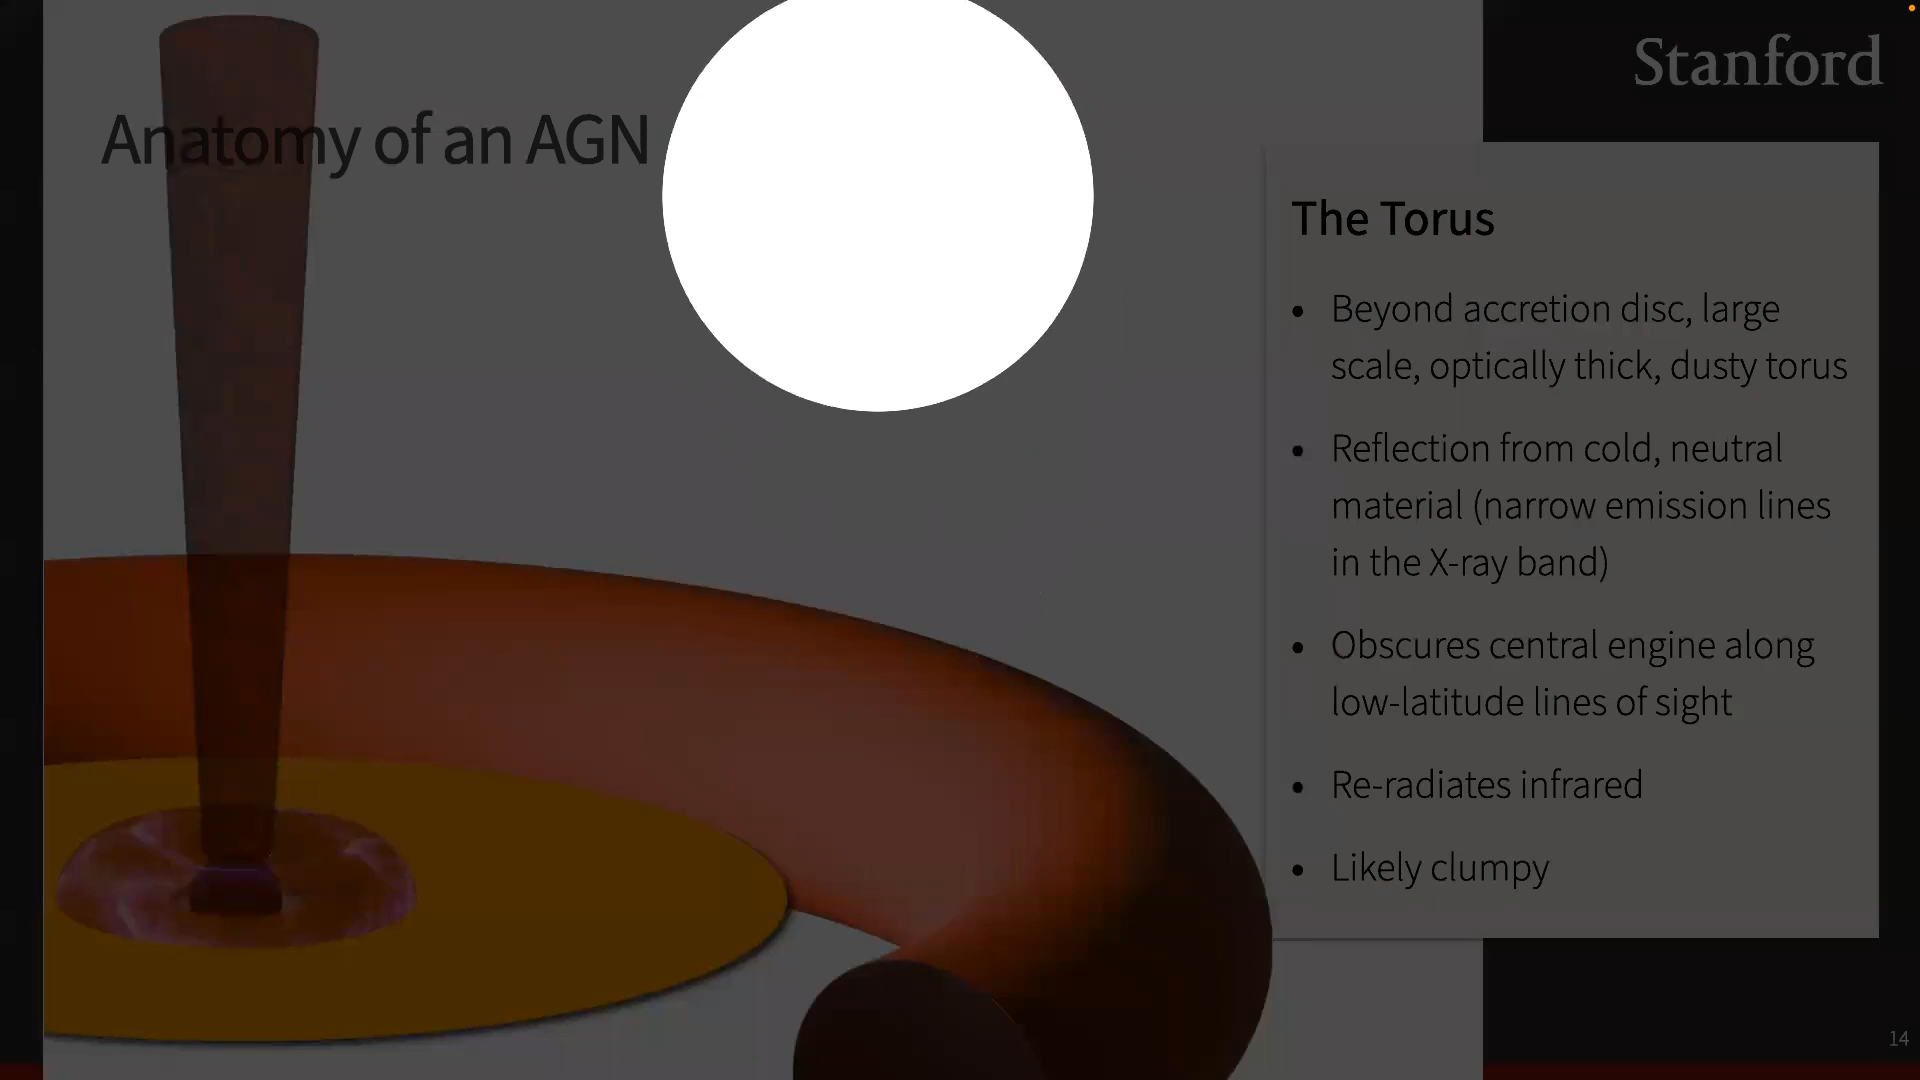 Stanford
Anatomy of an AGN
The Torus
• Beyond accretion disc, large
scale, optically thick, dusty torus
• Reflection from cold, neutral
material (narrow emission lines
in the X-ray band)
• Obscures central engine along
low-latitude lines of sight
• Re-radiates infrared
• Likely clumpy
14